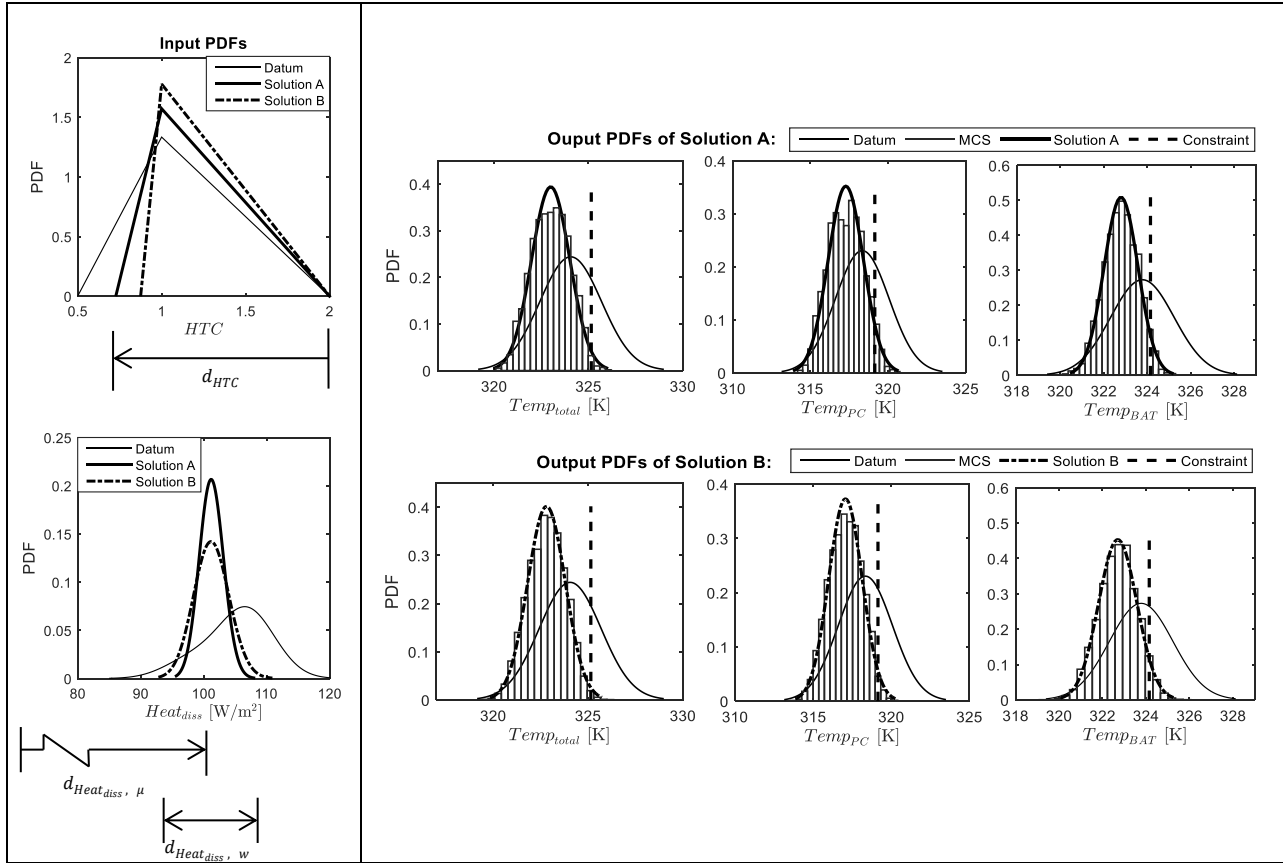 Input PDFs
2
1.5
1
0.5
0
PDF
Datum
Solution A
Solution B
0.5 1 1.5 2
HTC
d_HTC
0.25
0.2
0.15
0.1
0.05
0
PDF
Datum
Solution A
Solution B
80 90 100 110 120
Heat_diss [W/m²]
d_Heat_diss, μ
d_Heat_diss, w
Ouput PDFs of Solution A: Datum MCS Solution A Constraint
PDF
0.4
0.3
0.2
0.1
0
320 325 330
Temp_total [K]
0.4
0.3
0.2
0.1
0
310 315 320 325
Temp_PC [K]
0.6
0.5
0.4
0.3
0.2
0.1
0
318 320 322 324 326 328
Temp_BAT [K]
Output PDFs of Solution B: Datum MCS Solution B Constraint
PDF
0.4
0.3
0.2
0.1
0
320 325 330
Temp_total [K]
0.4
0.3
0.2
0.1
0
310 315 320 325
Temp_PC [K]
0.6
0.5
0.4
0.3
0.2
0.1
0
318 320 322 324 326 328
Temp_BAT [K]